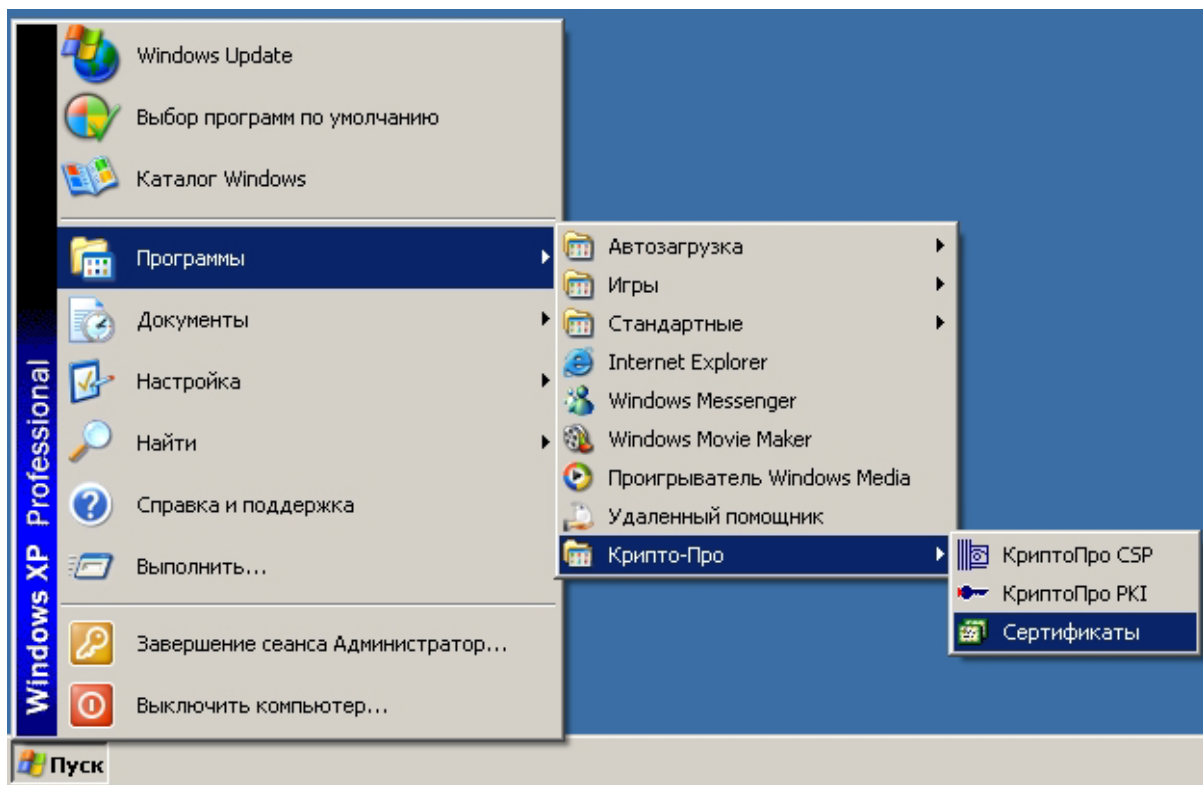 Windows Update
Выбор программ по умолчанию
Каталог Windows
Программы
Документы
Настройка
Найти
Справка и поддержка
Выполнить...
Завершение сеанса Администратор...
Выключить компьютер...
Windows XP Professional
Пуск
Автозагрузка
Игры
Стандартные
Internet Explorer
Windows Messenger
Windows Movie Maker
Проигрыватель Windows Media
Удаленный помощник
Крипто-Про
КриптоПро CSP
КриптоПро PKI
Сертификаты